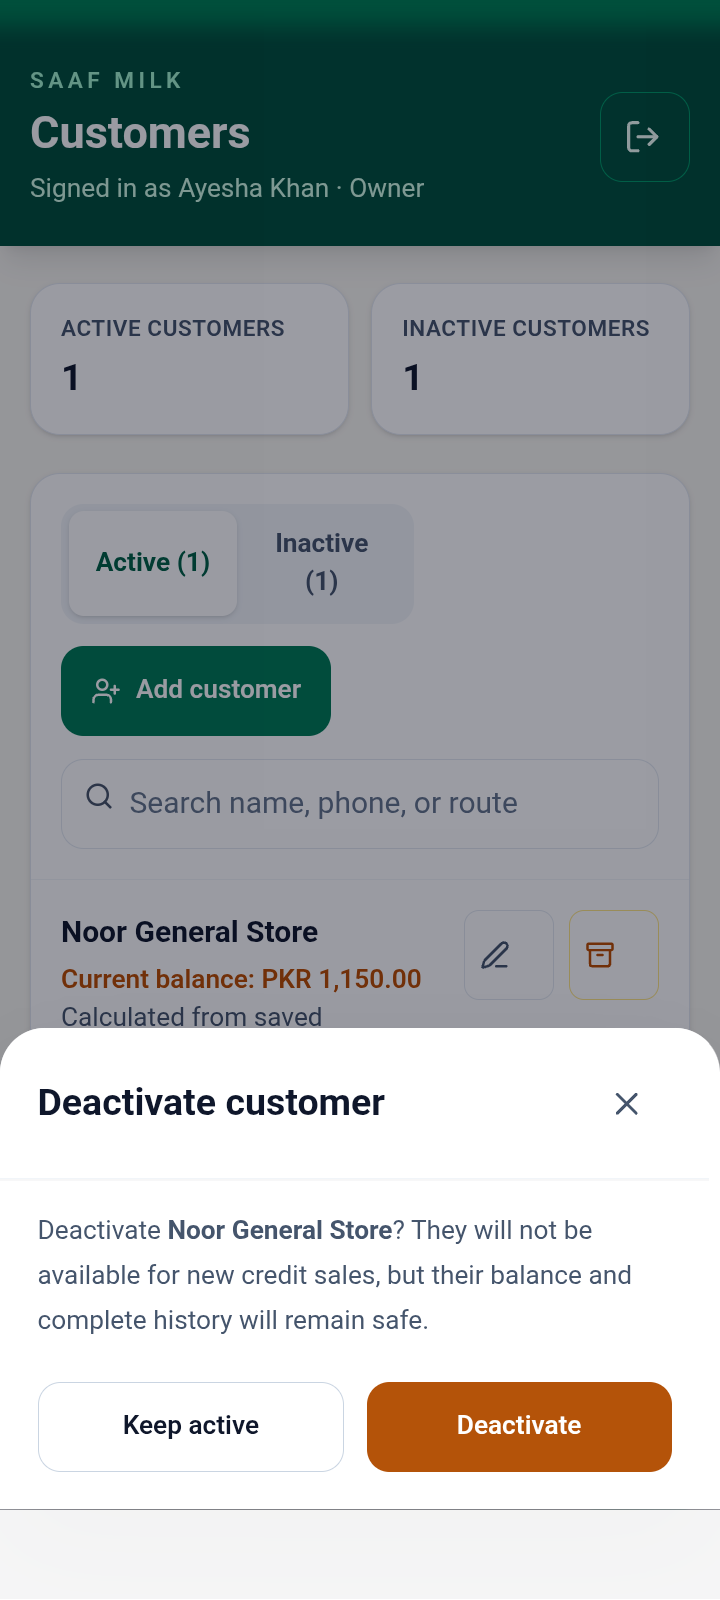 SAAF MILK
Customers
Signed in as Ayesha Khan · Owner
ACTIVE CUSTOMERS
1
INACTIVE CUSTOMERS
1
Active (1)
Inactive
(1)
Add customer
Search name, phone, or route
Noor General Store
Current balance: PKR 1,150.00
Calculated from saved
Deactivate customer
Deactivate Noor General Store? They will not be
available for new credit sales, but their balance and
complete history will remain safe.
Keep active
Deactivate